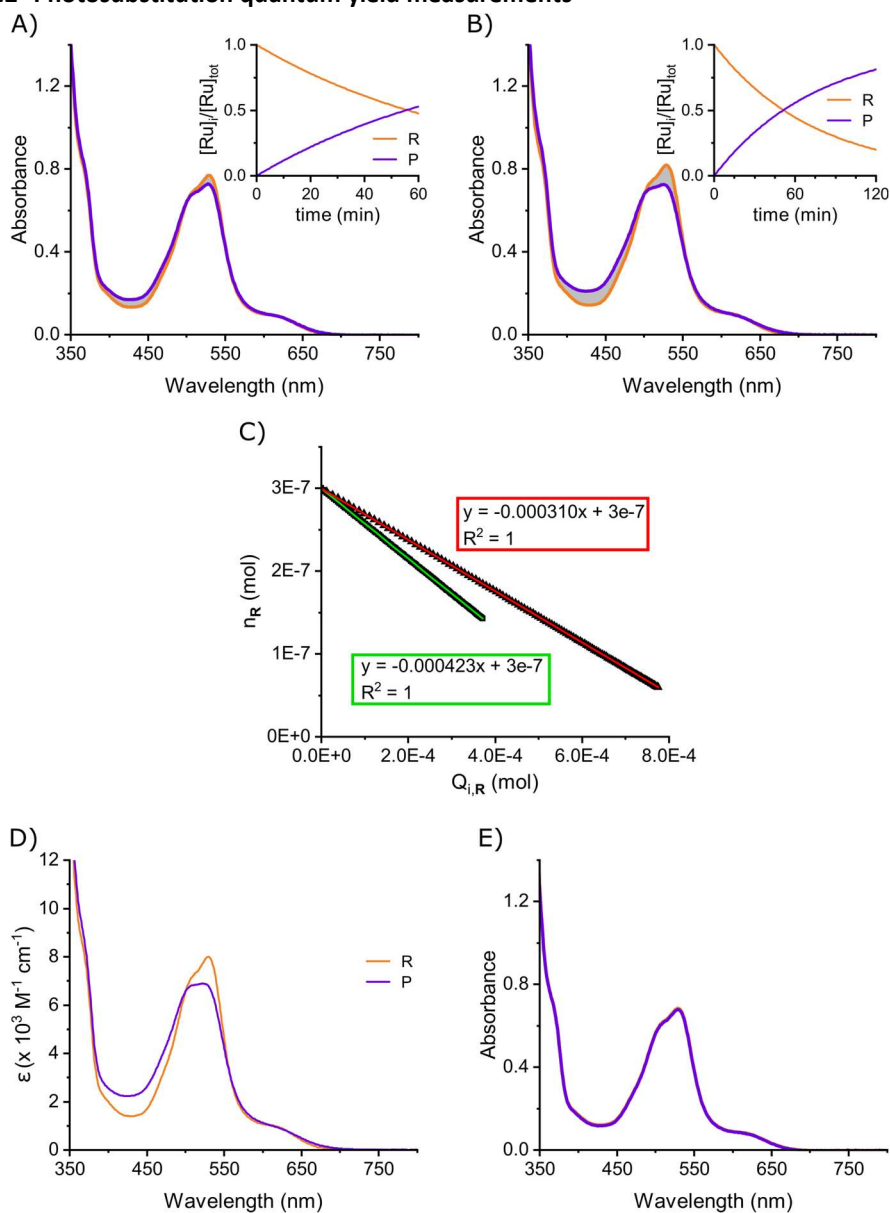 Photosubstitution quantum yield measurements
A)
Absorbance
1.2
0.8
0.4
0.0
350 450 550 650 750
Wavelength (nm)
[Ru]i/[Ru]tot
1.0
0.5
0.0
0 20 40 60
time (min)
R
P
B)
Absorbance
1.2
0.8
0.4
0.0
350 450 550 650 750
Wavelength (nm)
[Ru]i/[Ru]tot
1.0
0.5
0.0
0 60 120
time (min)
R
P
C)
nR (mol)
3E-7
2E-7
1E-7
0E+0
0.0E+0 2.0E-4 4.0E-4 6.0E-4 8.0E-4
Qi,R (mol)
y = -0.000310x + 3e-7
R² = 1
y = -0.000423x + 3e-7
R² = 1
D)
ε (x 10³ M⁻¹ cm⁻¹)
12
10
8
6
4
2
0
350 450 550 650 750
Wavelength (nm)
R
P
E)
Absorbance
1.2
0.8
0.4
0.0
350 450 550 650 750
Wavelength (nm)